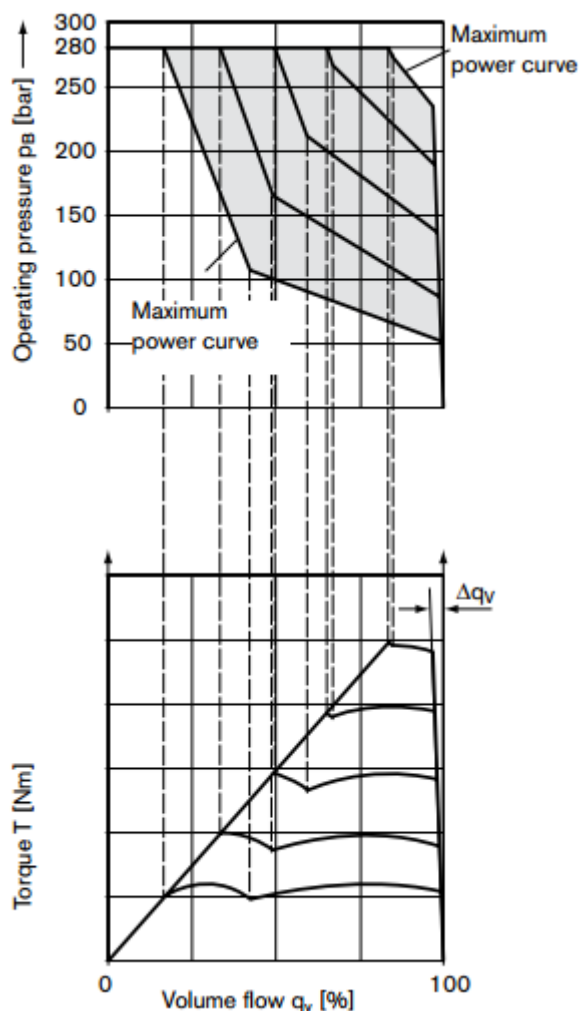 300
280
250
200
150
100
50
0
Operating pressure pB [bar]
Maximum
power curve
Maximum
power curve
ΔqV
Torque T [Nm]
0
100
Volume flow qv [%]